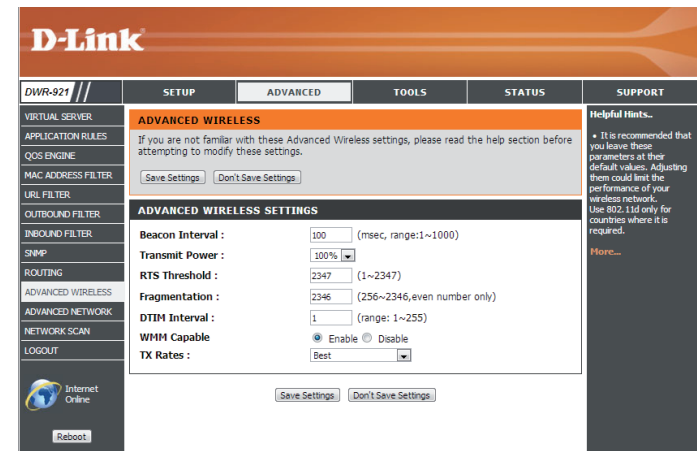 D-Link
DWR-921
SETUP
ADVANCED
TOOLS
STATUS
SUPPORT
VIRTUAL SERVER
APPLICATION RULES
QOS ENGINE
MAC ADDRESS FILTER
URL FILTER
OUTBOUND FILTER
INBOUND FILTER
SNMP
ROUTING
ADVANCED WIRELESS
ADVANCED NETWORK
NETWORK SCAN
LOGOUT
Internet
Online
Reboot
ADVANCED WIRELESS
If you are not familiar with these Advanced Wireless settings, please read the help section before
attempting to modify these settings.
Save Settings Don't Save Settings
ADVANCED WIRELESS SETTINGS
Beacon Interval : 100 (msec, range:1~1000)
Transmit Power : 100%
RTS Threshold : 2347 (1~2347)
Fragmentation : 2346 (256~2346,even number only)
DTIM Interval : 1 (range: 1~255)
WMM Capable Enable Disable
TX Rates : Best
Save Settings Don't Save Settings
Helpful Hints..
• It is recommended that
you leave these
parameters at their
default values. Adjusting
them could limit the
performance of your
wireless network.
Use 802.11d only for
countries where it is
required.
More...